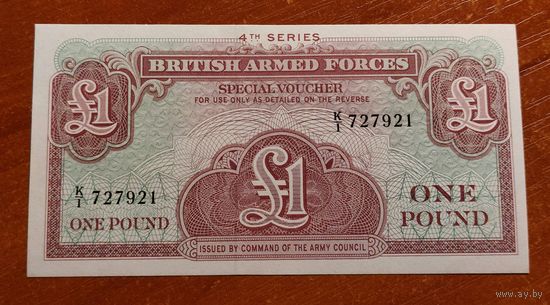 4TH SERIES
BRITISH ARMED FORCES
SPECIAL VOUCHER
FOR USE ONLY AS DETAILED ON THE REVERSE
£1
£1
K/1 727921
£1
K/1 727921
ONE POUND
ONE
POUND
ISSUED BY COMMAND OF THE ARMY COUNCIL
www.ay.by